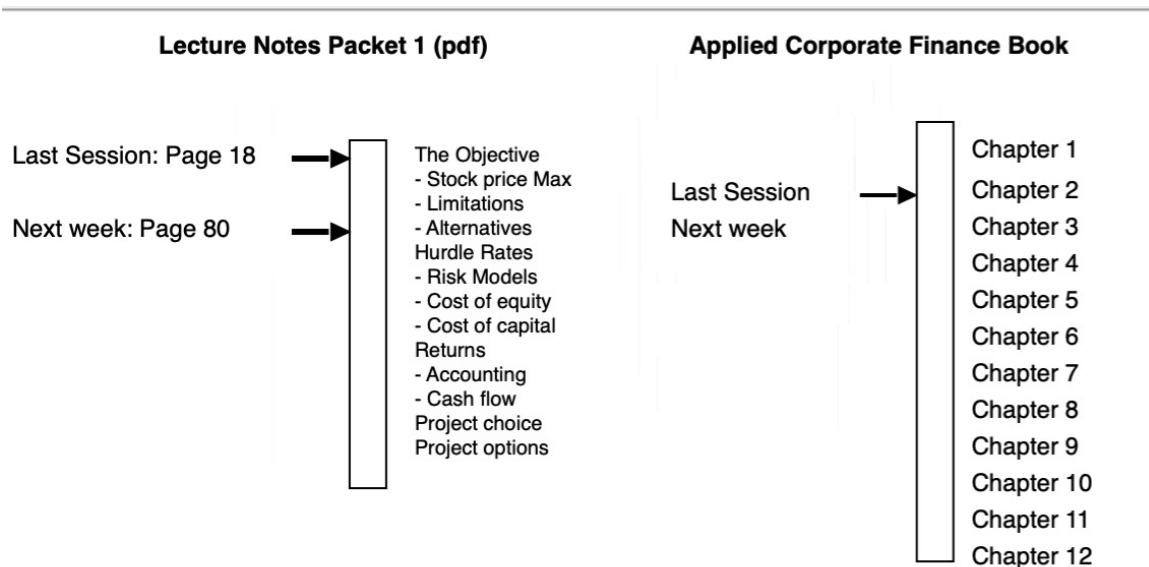 Lecture Notes Packet 1 (pdf)
Last Session: Page 18
Next week: Page 80
The Objective
- Stock price Max
- Limitations
- Alternatives
Hurdle Rates
- Risk Models
- Cost of equity
- Cost of capital
Returns
- Accounting
- Cash flow
Project choice
Project options
Applied Corporate Finance Book
Last Session
Next week
Chapter 1
Chapter 2
Chapter 3
Chapter 4
Chapter 5
Chapter 6
Chapter 7
Chapter 8
Chapter 9
Chapter 10
Chapter 11
Chapter 12